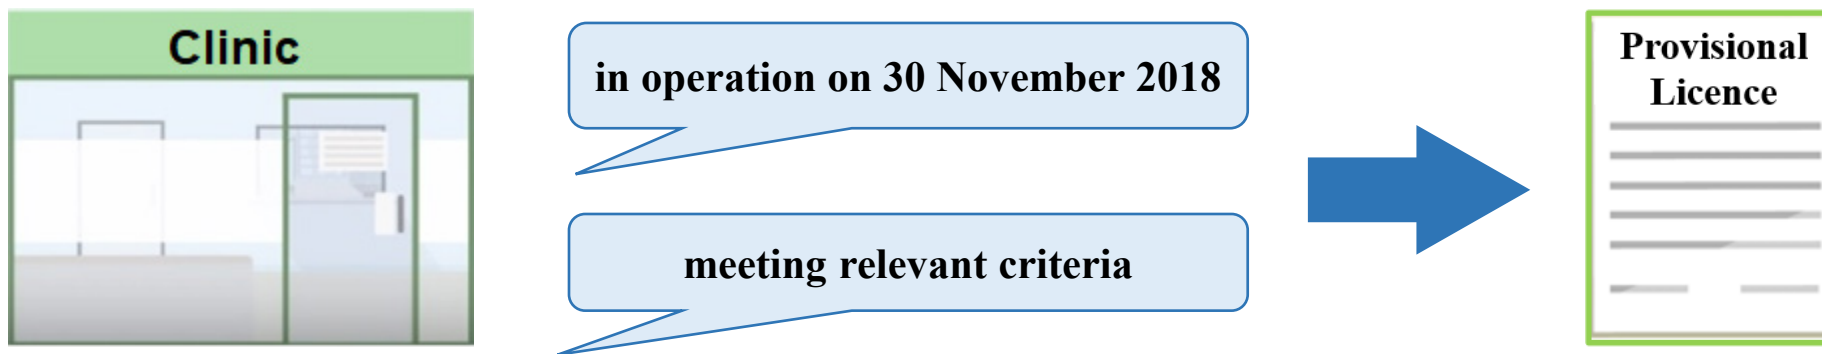 Clinic
in operation on 30 November 2018
meeting relevant criteria
Provisional
Licence